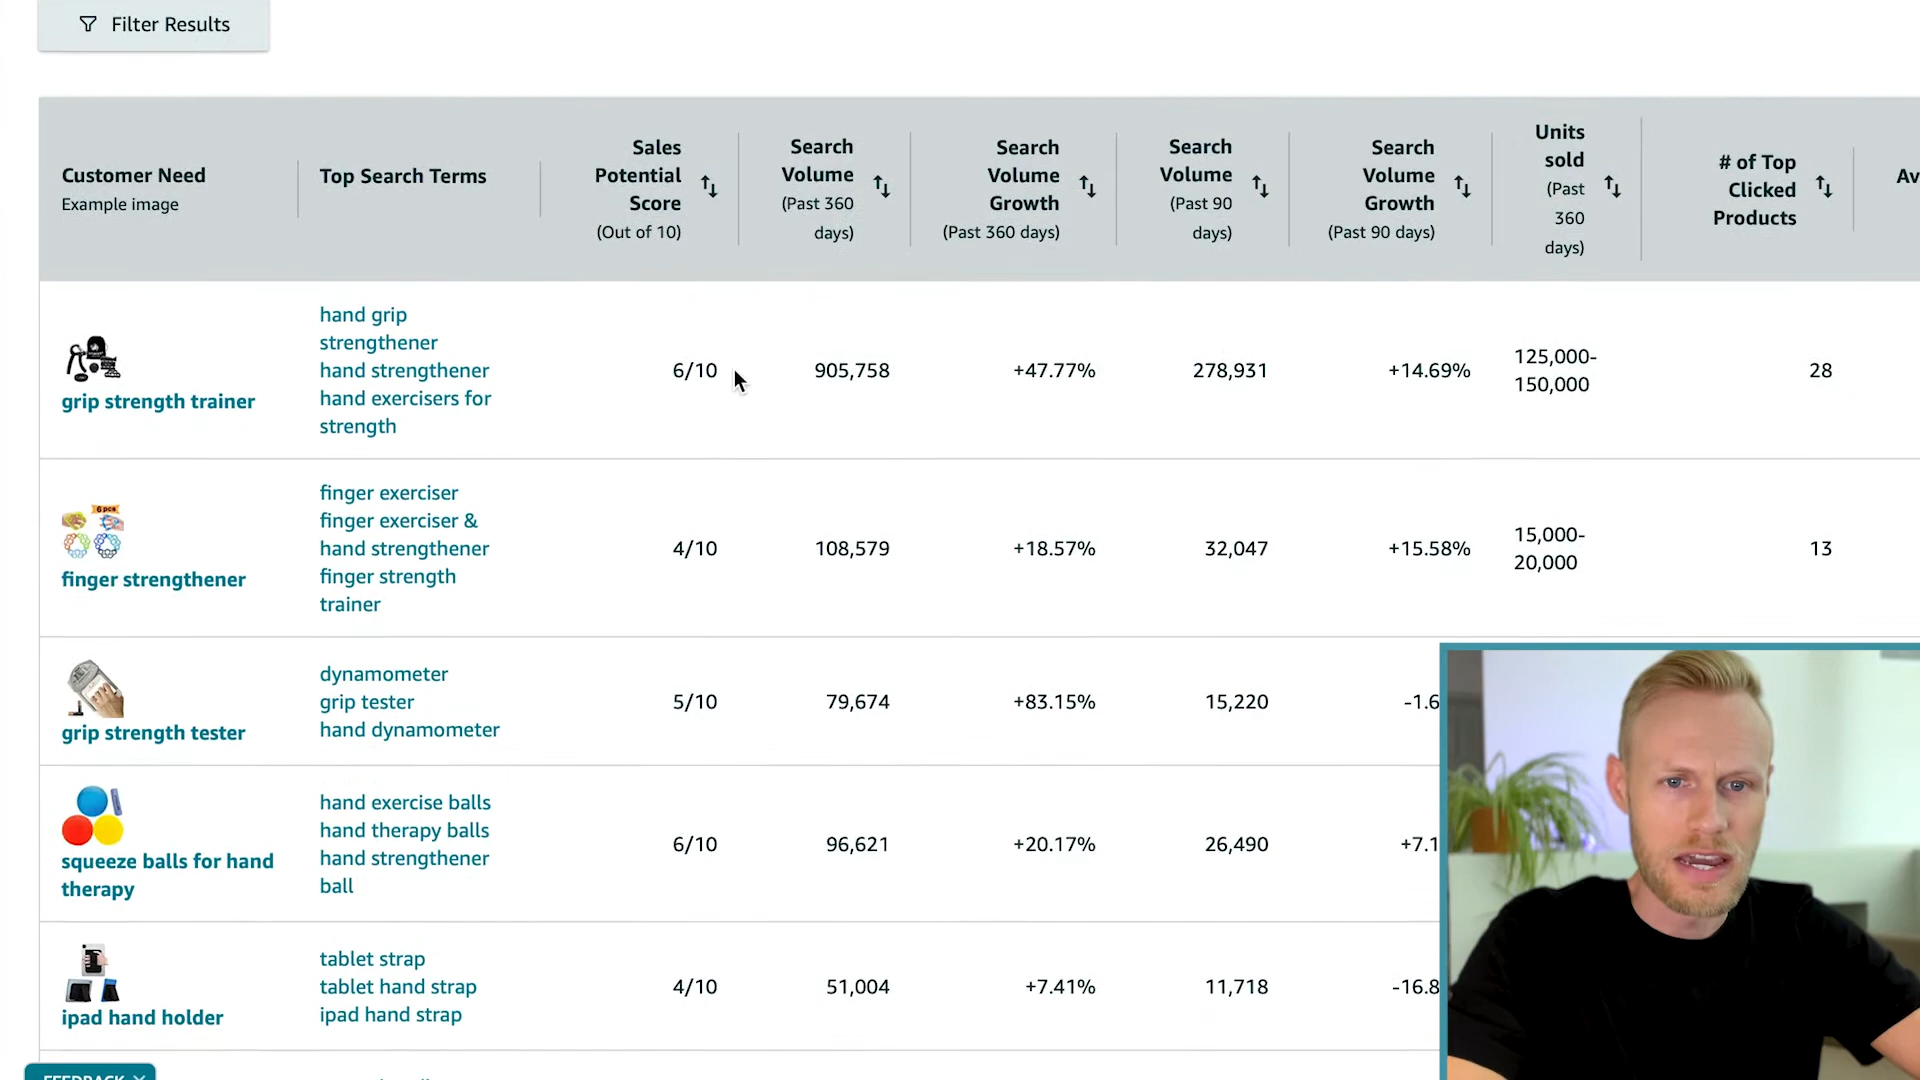 Filter Results
Customer Need
Example image
Top Search Terms
Sales
Potential
Score
(Out of 10)
Search
Volume
(Past 360
days)
Search
Volume
Growth
(Past 360 days)
Search
Volume
(Past 90
days)
Search
Volume
Growth
(Past 90 days)
Units
sold
(Past
360
days)
# of Top
Clicked
Products
Av
grip strength trainer
hand grip
strengthener
hand strengthener
hand exercisers for
strength
6/10
905,758
+47.77%
278,931
+14.69%
125,000-
150,000
28
6 pcs
finger strengthener
finger exerciser
finger exerciser &
hand strengthener
finger strength
trainer
4/10
108,579
+18.57%
32,047
+15.58%
15,000-
20,000
13
grip strength tester
dynamometer
grip tester
hand dynamometer
5/10
79,674
+83.15%
15,220
-1.6
squeeze balls for hand
therapy
hand exercise balls
hand therapy balls
hand strengthener
ball
6/10
96,621
+20.17%
26,490
+7.1
ipad hand holder
tablet strap
tablet hand strap
ipad hand strap
4/10
51,004
+7.41%
11,718
-16.8
FEEDBACK